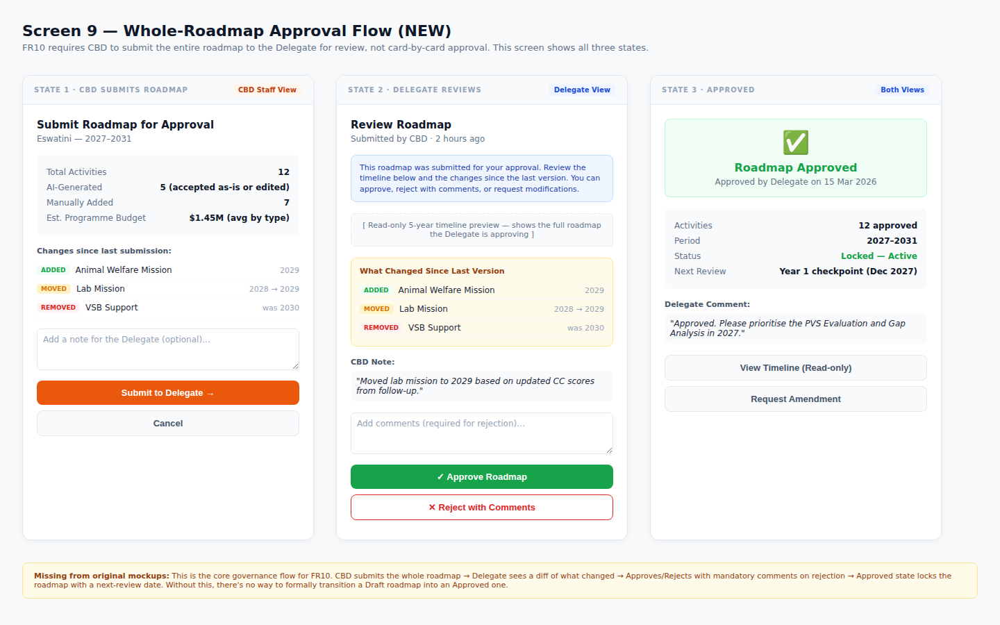 Screen 9 — Whole-Roadmap Approval Flow (NEW)
FR10 requires CBD to submit the entire roadmap to the Delegate for review, not card-by-card approval. This screen shows all three states.
STATE 1 · CBD SUBMITS ROADMAP
CBD Staff View
Submit Roadmap for Approval
Eswatini — 2027–2031
Total Activities 12
AI-Generated 5 (accepted as-is or edited)
Manually Added 7
Est. Programme Budget $1.45M (avg by type)
Changes since last submission:
ADDED Animal Welfare Mission 2029
MOVED Lab Mission 2028 → 2029
REMOVED VSB Support was 2030
Add a note for the Delegate (optional)...
Submit to Delegate →
Cancel
STATE 2 · DELEGATE REVIEWS
Delegate View
Review Roadmap
Submitted by CBD · 2 hours ago
This roadmap was submitted for your approval. Review the
timeline below and the changes since the last version. You can
approve, reject with comments, or request modifications.
[ Read-only 5-year timeline preview — shows the full roadmap
the Delegate is approving ]
What Changed Since Last Version
ADDED Animal Welfare Mission 2029
MOVED Lab Mission 2028 → 2029
REMOVED VSB Support was 2030
CBD Note:
"Moved lab mission to 2029 based on updated CC scores
from follow-up."
Add comments (required for rejection)...
✓ Approve Roadmap
✕ Reject with Comments
STATE 3 · APPROVED
Both Views
✅
Roadmap Approved
Approved by Delegate on 15 Mar 2026
Activities 12 approved
Period 2027–2031
Status Locked — Active
Next Review Year 1 checkpoint (Dec 2027)
Delegate Comment:
"Approved. Please prioritise the PVS Evaluation and Gap
Analysis in 2027."
View Timeline (Read-only)
Request Amendment
Missing from original mockups: This is the core governance flow for FR10. CBD submits the whole roadmap → Delegate sees a diff of what changed → Approves/Rejects with mandatory comments on rejection → Approved state locks the
roadmap with a next-review date. Without this, there's no way to formally transition a Draft roadmap into an Approved one.